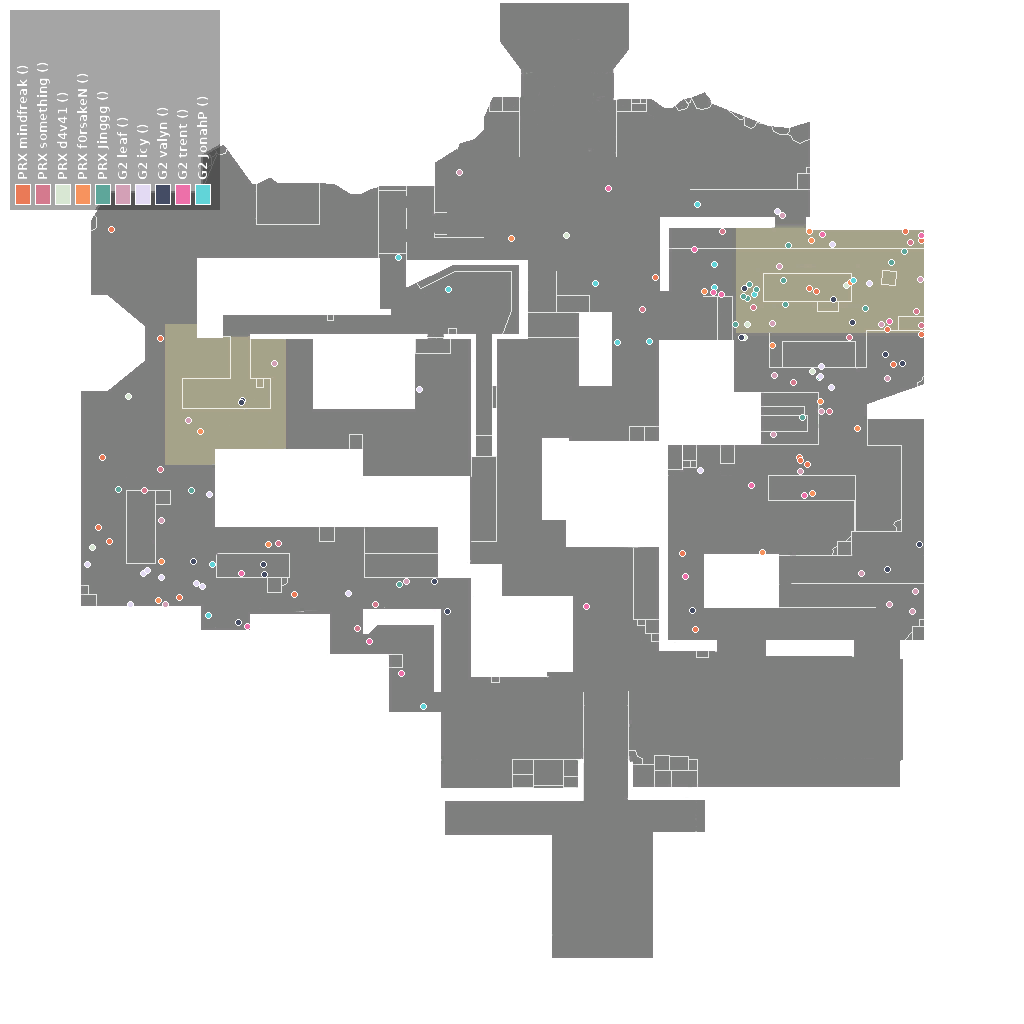 PRX mindfreak ()
PRX something ()
PRX d4v41 ()
PRX f0rsakeN ()
PRX Jinggg ()
G2 leaf ()
G2 icy ()
G2 valyn ()
G2 trent ()
G2 JonahP ()